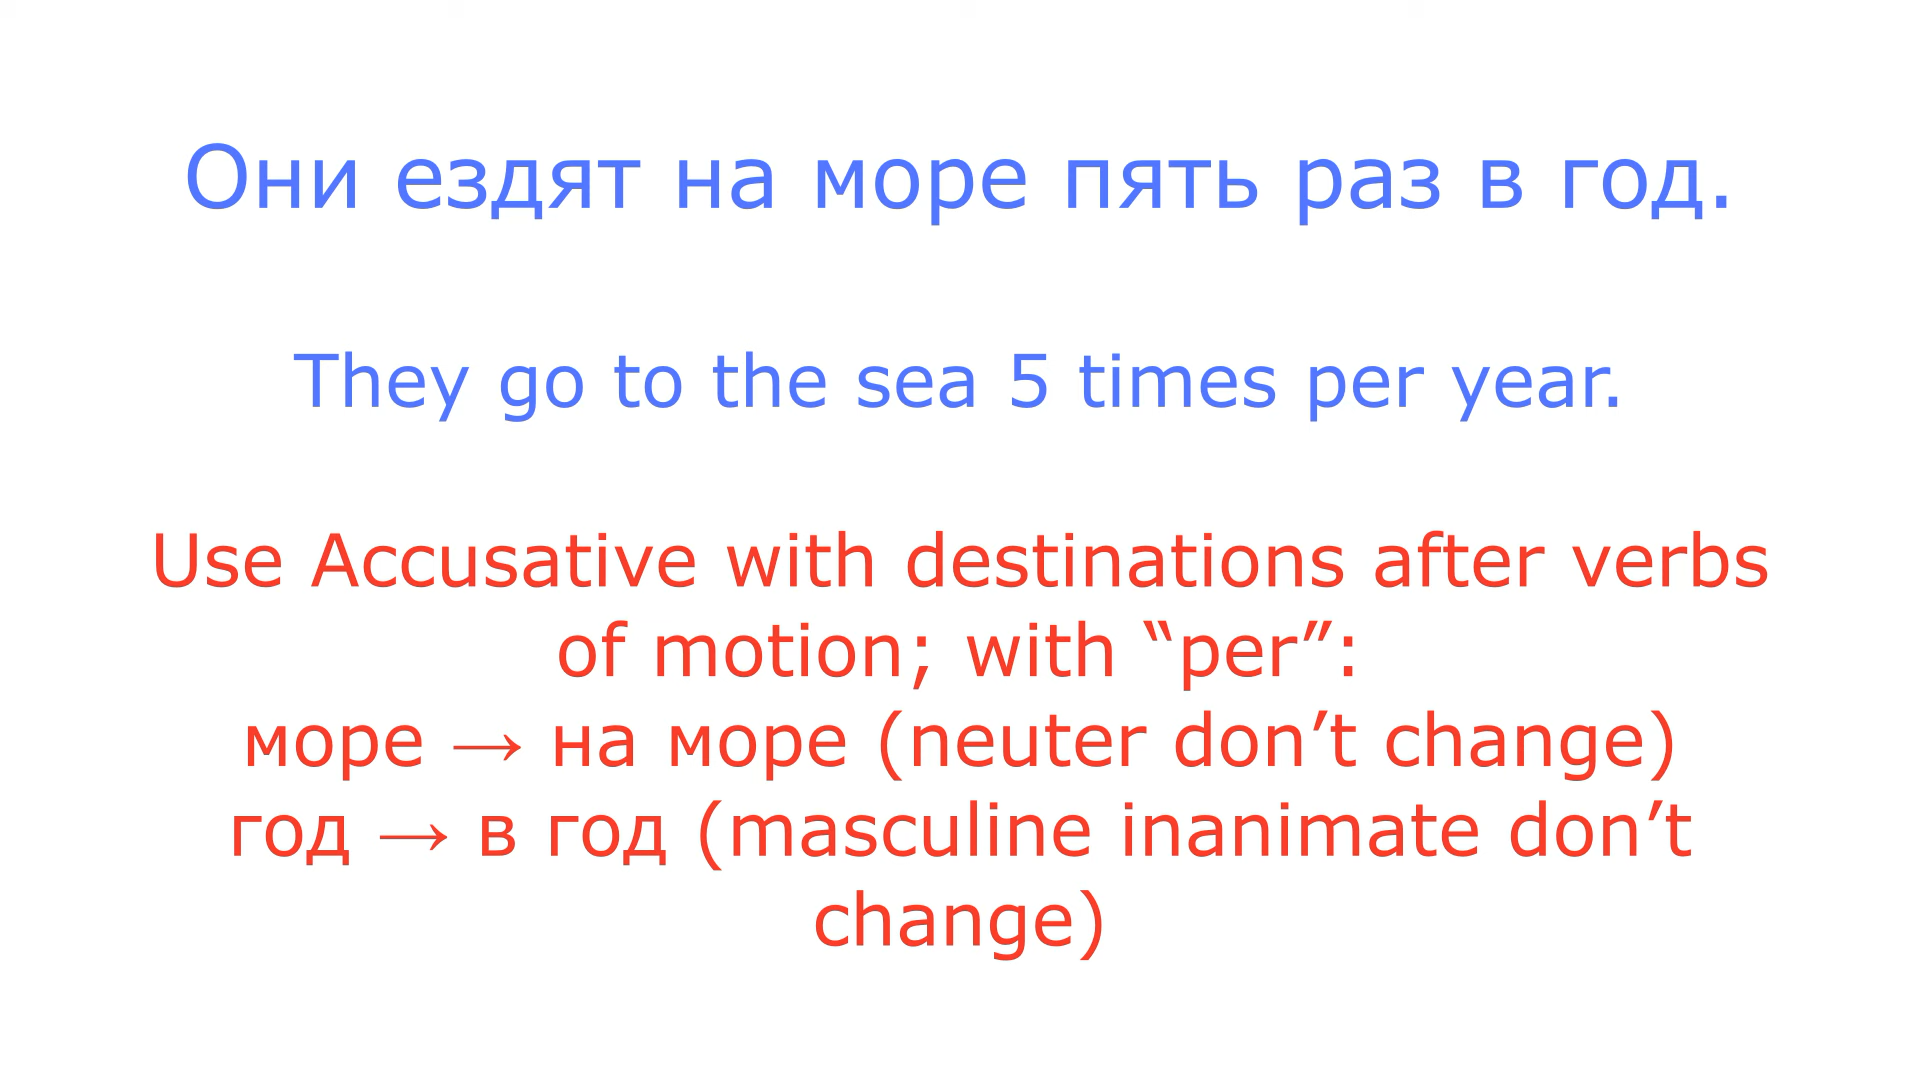 Они ездят на море пять раз в год.
They go to the sea 5 times per year.
Use Accusative with destinations after verbs
of motion; with “per”:
море → на море (neuter don’t change)
год → в год (masculine inanimate don’t
change)